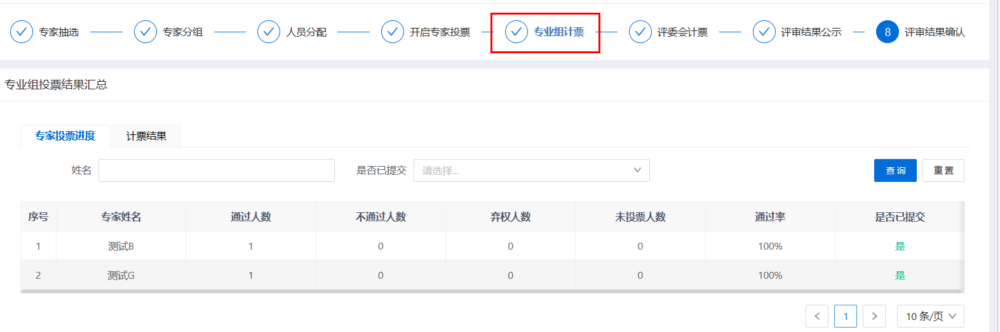 专家抽选 专家分组 人员分配 开启专家投票 专业组计票 评委会计票 评审结果公示 8 评审结果确认
专业组投票结果汇总
专家投票进度 计票结果
姓名 是否已提交 请选择... 查询 重置
序号 专家姓名 通过人数 不通过人数 弃权人数 未投票人数 通过率 是否已提交
1 测试B 1 0 0 0 100% 是
2 测试G 1 0 0 0 100% 是
1 10 条/页